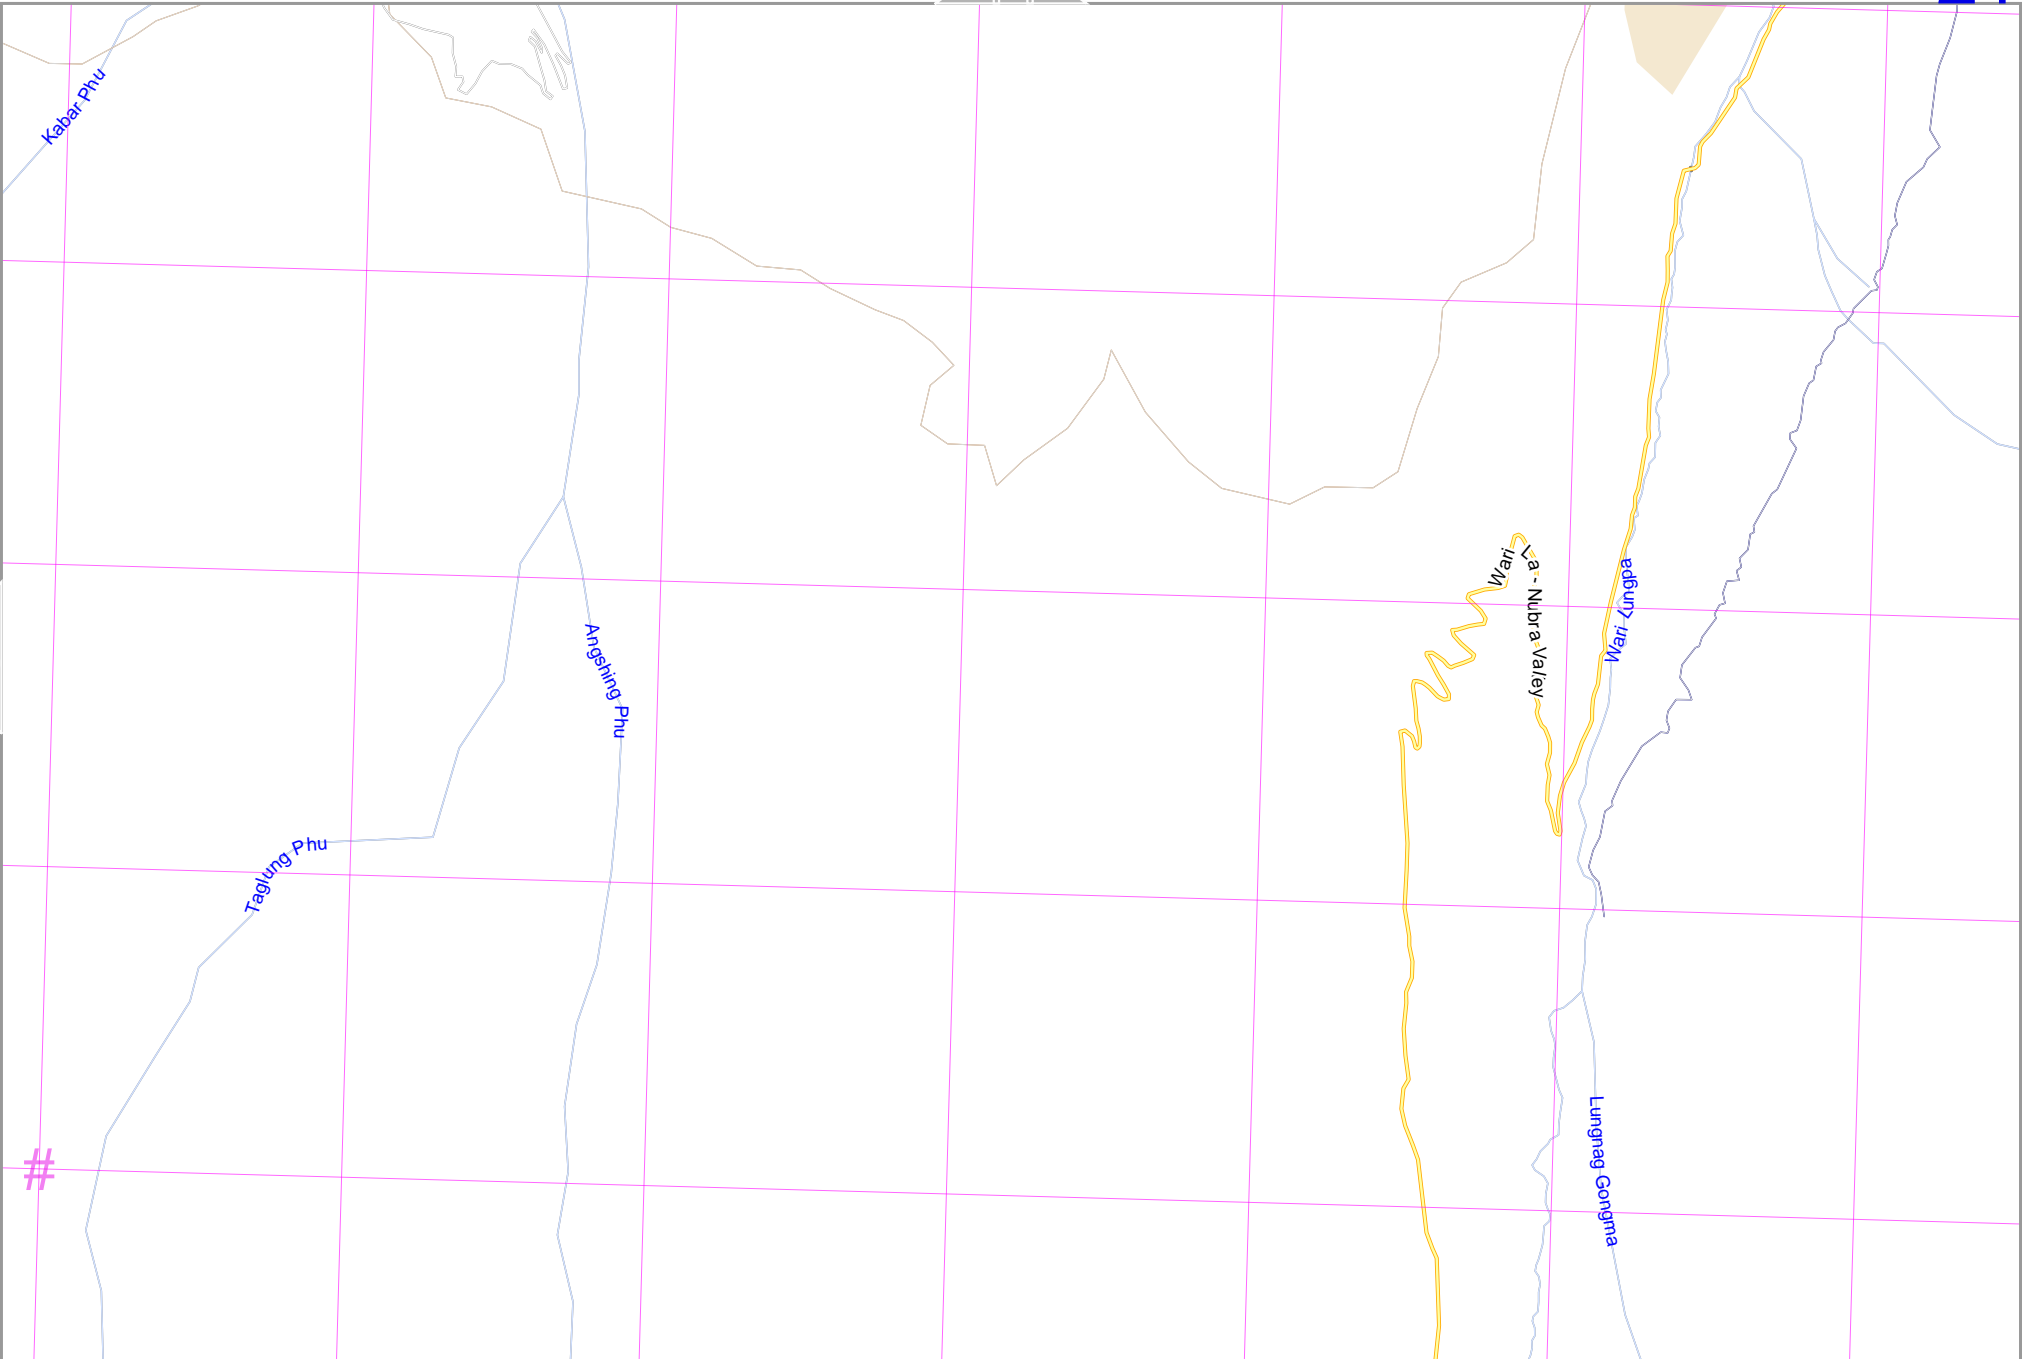 Kabar Phu
Wari La - Nubra Valley
Wari Lungpa
Angshing Phu
Taglung Phu
Lungnag Gongma
#